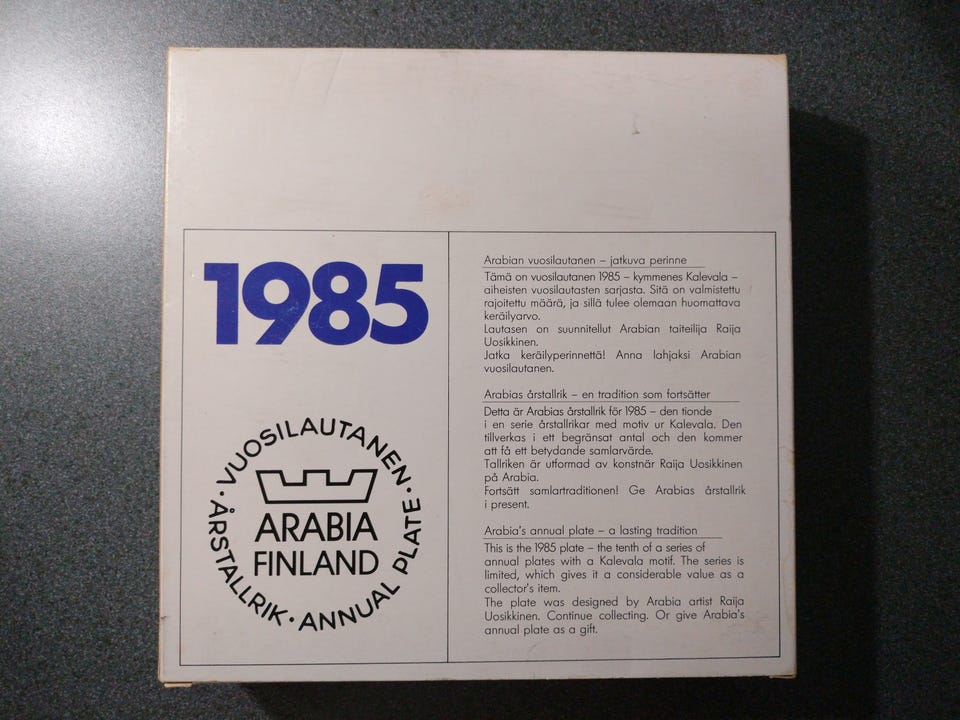 1985
VUOSILAUTANEN · ANNUAL PLATE · ÅRSTALLRIK ·
ARABIA
FINLAND
Arabian vuosilautanen – jatkuva perinne
Tämä on vuosilautanen 1985 – kymmenes Kalevala –
aiheisten vuosilautasten sarjasta. Sitä on valmistettu
rajoitettu määrä, ja sillä tulee olemaan huomattava
keräilyarvo.
Lautasen on suunnitellut Arabian taiteilija Raija
Uosikkinen.
Jatka keräilyperinnettä! Anna lahjaksi Arabian
vuosilautanen.
Arabias årstallrik – en tradition som fortsätter
Detta är Arabias årstallrik för 1985 – den tionde
i en serie årstallrikar med motiv ur Kalevala. Den
tillverkas i ett begränsat antal och den kommer
att få ett betydande samlarvärde.
Tallriken är utformad av konstnär Raija Uosikkinen
på Arabia.
Fortsätt samlartraditionen! Ge Arabias årstallrik
i present.
Arabia's annual plate – a lasting tradition
This is the 1985 plate – the tenth of a series of
annual plates with a Kalevala motif. The series is
limited, which gives it a considerable value as a
collector's item.
The plate was designed by Arabia artist Raija
Uosikkinen. Continue collecting. Or give Arabia's
annual plate as a gift.